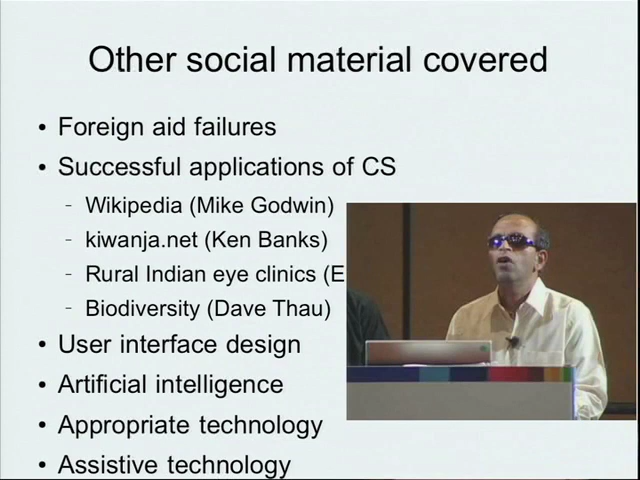 Other social material covered
• Foreign aid failures
• Successful applications of CS
- Wikipedia (Mike Godwin)
- kiwanja.net (Ken Banks)
- Rural Indian eye clinics (E
- Biodiversity (Dave Thau)
• User interface design
• Artificial intelligence
• Appropriate technology
• Assistive technology